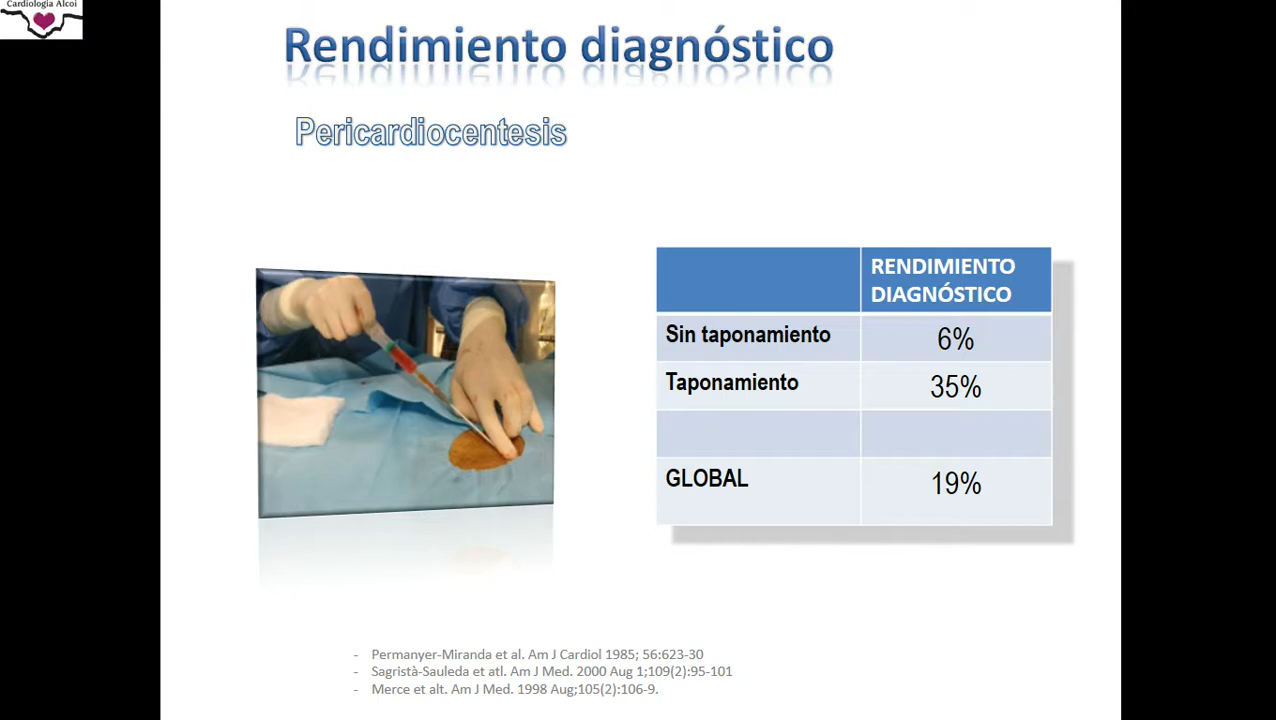 Cardiología Alcoi
Rendimiento diagnóstico
Pericardiocentesis
RENDIMIENTO
DIAGNÓSTICO
Sin taponamiento 6%
Taponamiento 35%
GLOBAL 19%
- Permanyer-Miranda et al. Am J Cardiol 1985; 56:623-30
- Sagristà-Sauleda et atl. Am J Med. 2000 Aug 1;109(2):95-101
- Merce et alt. Am J Med. 1998 Aug;105(2):106-9.